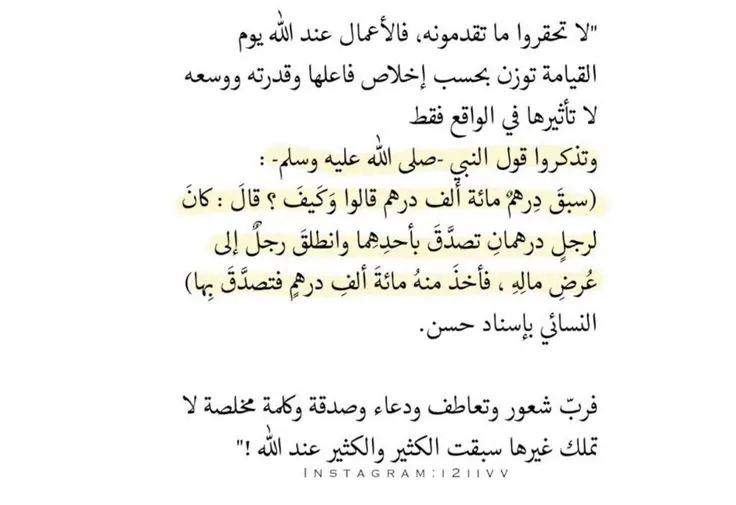 "لا تحقروا ما تقدمونه، فالأعمال عند الله يوم
القيامة توزن بحسب إخلاص فاعلها وقدرته ووسعه
لا تأثيرها في الواقع فقط
وتذكروا قول النبي -صلى الله عليه وسلم- :
(سبقَ دِرهمٌ مائة ألف درهم قالوا وَكَيفَ ؟ قالَ : كانَ
لرجلٍ درهمانِ تصدَّقَ بأحدِهِما وانطلقَ رجلٌ إلى
عُرضِ مالِهِ ، فأخذَ منهُ مائةَ ألفِ درهمٍ فتصدَّقَ بِها)
النسائي بإسناد حسن.
فربّ شعور وتعاطف ودعاء وصدقة وكلمة مخلصة لا
تملك غيرها سبقت الكثير والكثير عند الله !"
INSTAGRAM:I2IIVV